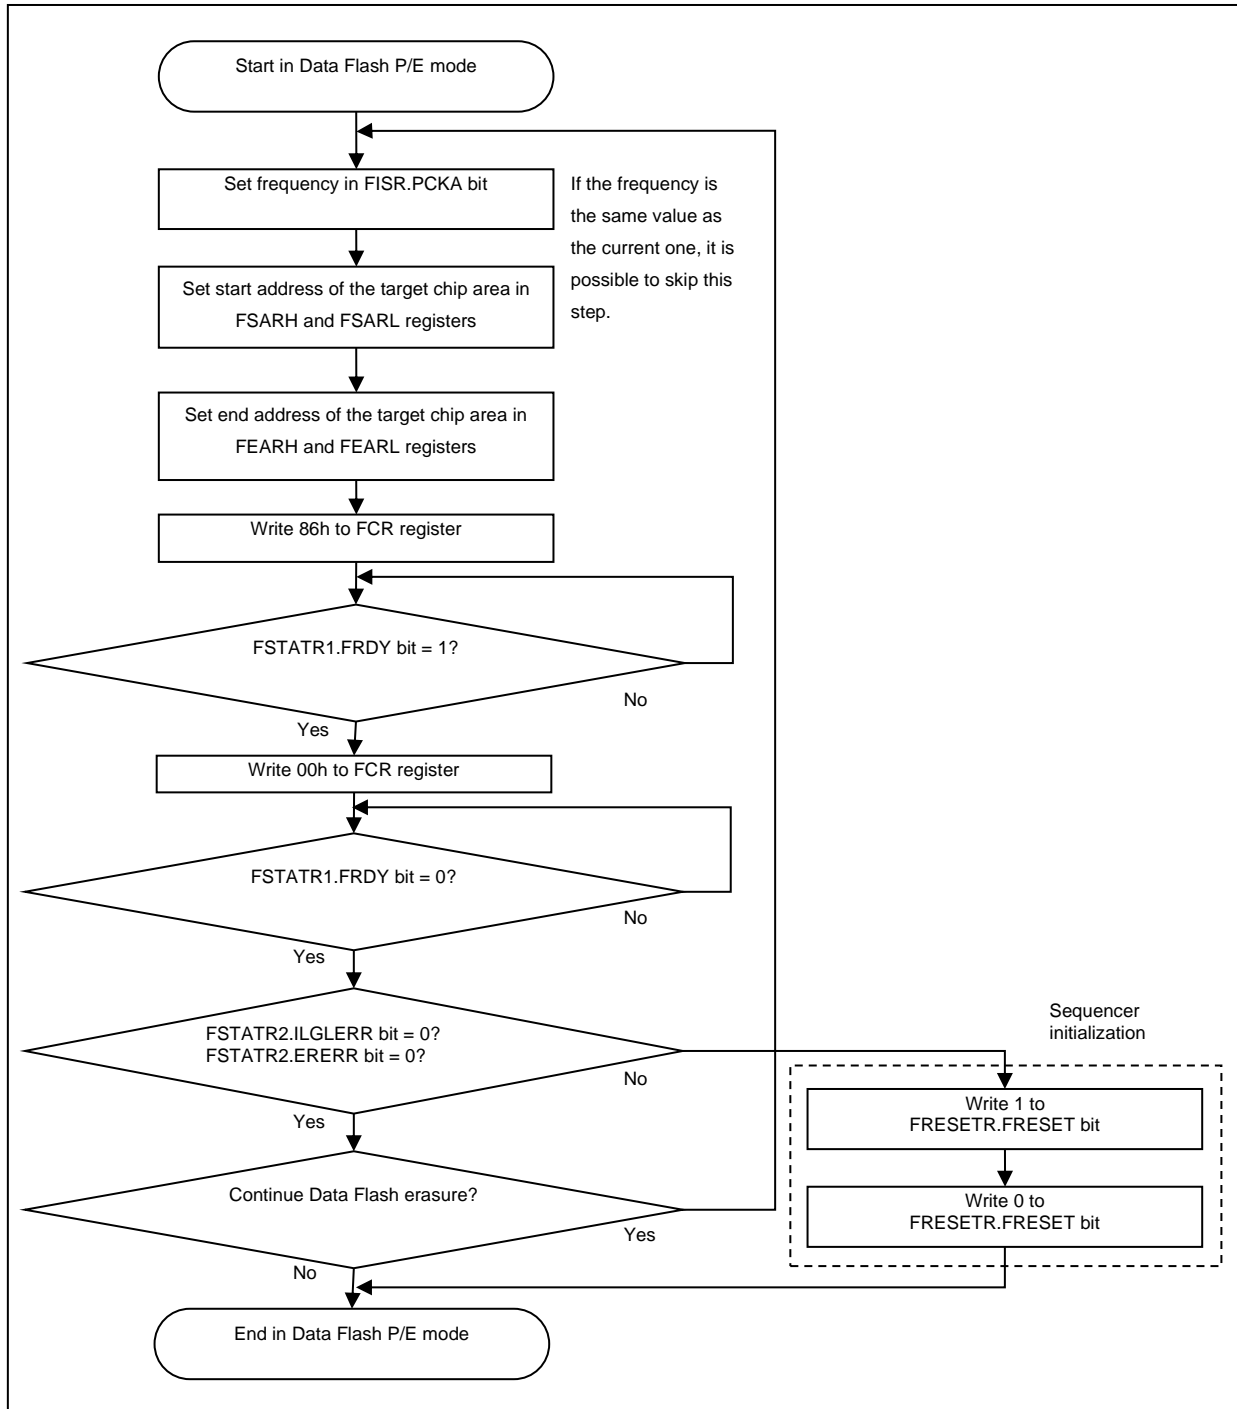 Start in Data Flash P/E mode
Set frequency in FISR.PCKA bit
If the frequency is
the same value as
the current one, it is
possible to skip this
step.
Set start address of the target chip area in
FSARH and FSARL registers
Set end address of the target chip area in
FEARH and FEARL registers
Write 86h to FCR register
FSTATR1.FRDY bit = 1?
No
Yes
Write 00h to FCR register
FSTATR1.FRDY bit = 0?
No
Yes
FSTATR2.ILGLERR bit = 0?
FSTATR2.ERERR bit = 0?
No
Yes
Sequencer
initialization
Write 1 to
FRESETR.FRESET bit
Write 0 to
FRESETR.FRESET bit
Continue Data Flash erasure?
Yes
No
End in Data Flash P/E mode